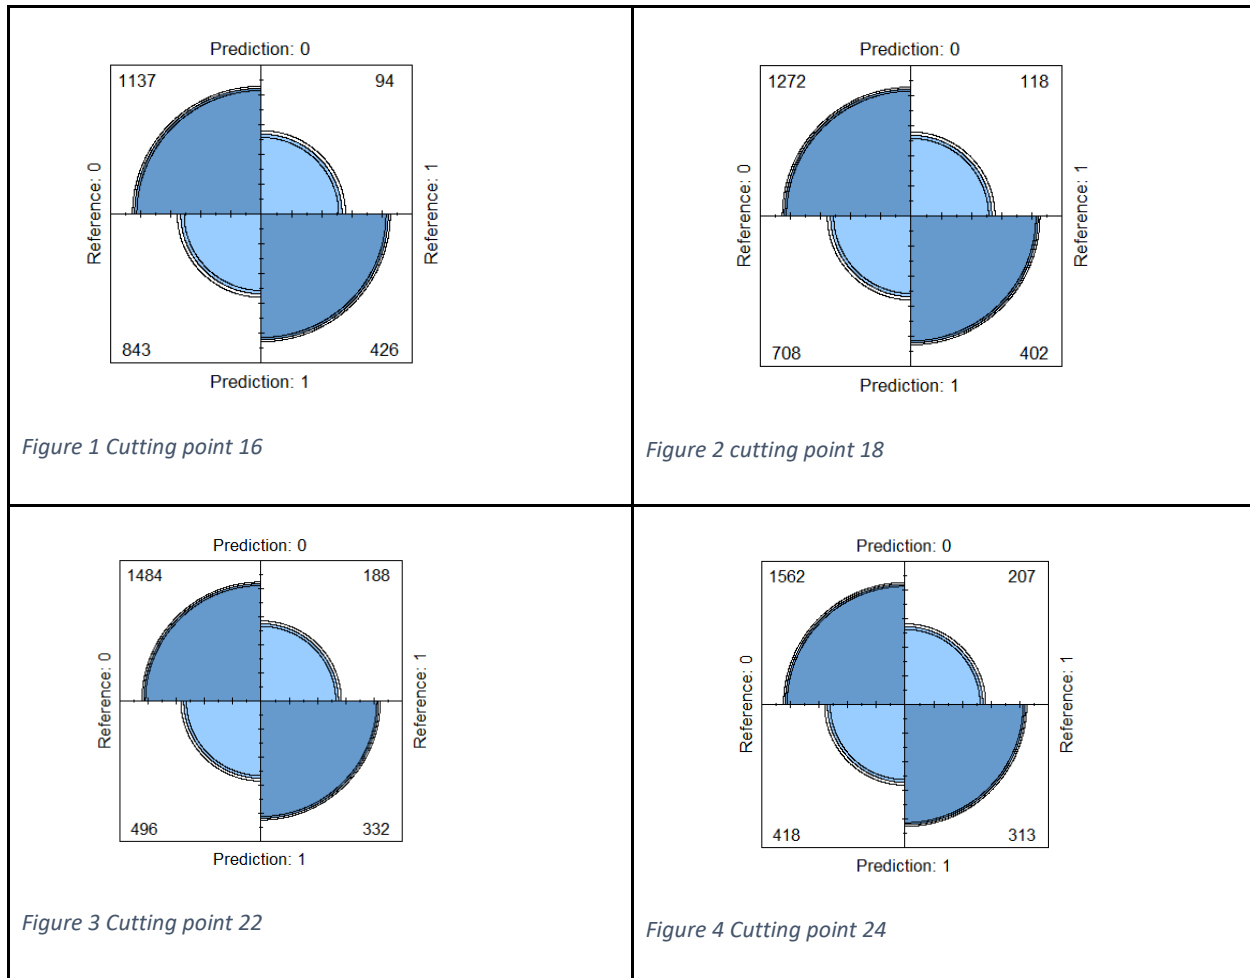 Prediction: 0
1137 94
Reference: 0
Reference: 1
843 426
Prediction: 1
Figure 1 Cutting point 16
Prediction: 0
1272 118
Reference: 0
Reference: 1
708 402
Prediction: 1
Figure 2 cutting point 18
Prediction: 0
1484 188
Reference: 0
Reference: 1
496 332
Prediction: 1
Figure 3 Cutting point 22
Prediction: 0
1562 207
Reference: 0
Reference: 1
418 313
Prediction: 1
Figure 4 Cutting point 24